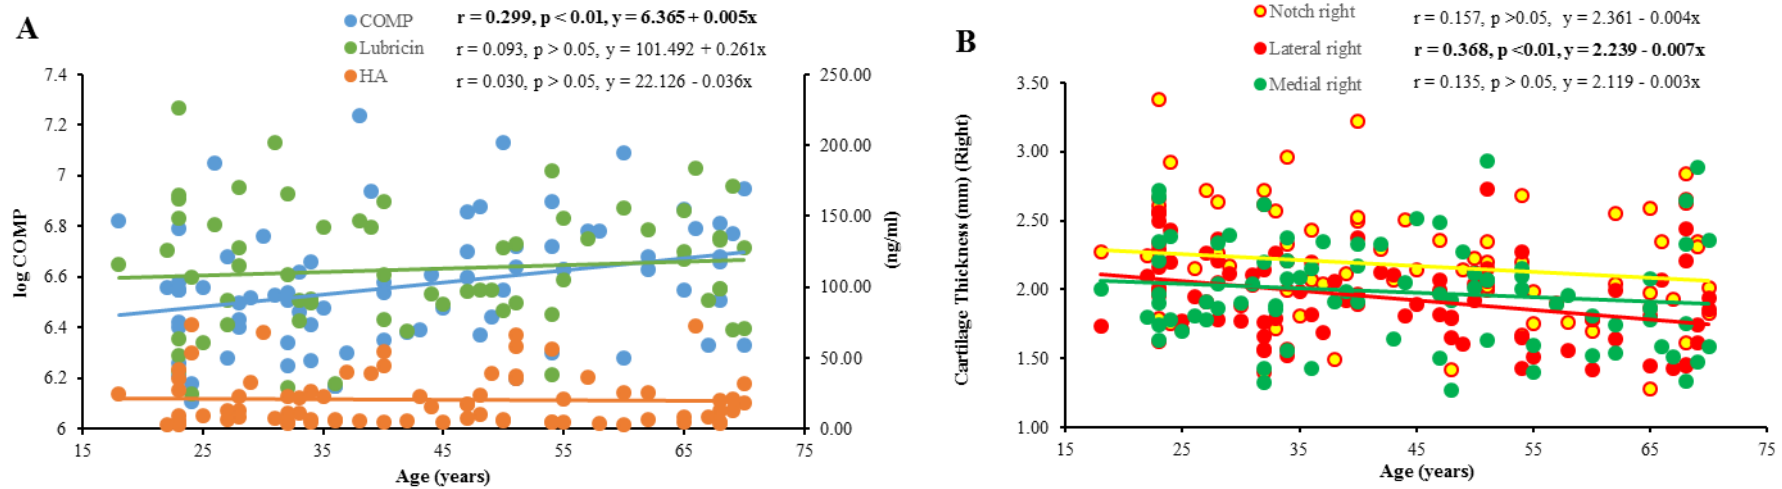 A
COMP r = 0.299, p < 0.01, y = 6.365 + 0.005x
Lubricin r = 0.093, p > 0.05, y = 101.492 + 0.261x
HA r = 0.030, p > 0.05, y = 22.126 - 0.036x
7.4
7.2
7
6.8
6.6
6.4
6.2
6
log COMP
250.00
200.00
150.00
100.00
50.00
0.00
(ng/ml)
15 25 35 45 55 65 75
Age (years)
B
Notch right r = 0.157, p >0.05, y = 2.361 - 0.004x
Lateral right r = 0.368, p <0.01, y = 2.239 - 0.007x
Medial right r = 0.135, p > 0.05, y = 2.119 - 0.003x
3.50
3.00
2.50
2.00
1.50
1.00
Cartilage Thickness (mm) (Right)
15 25 35 45 55 65 75
Age (years)